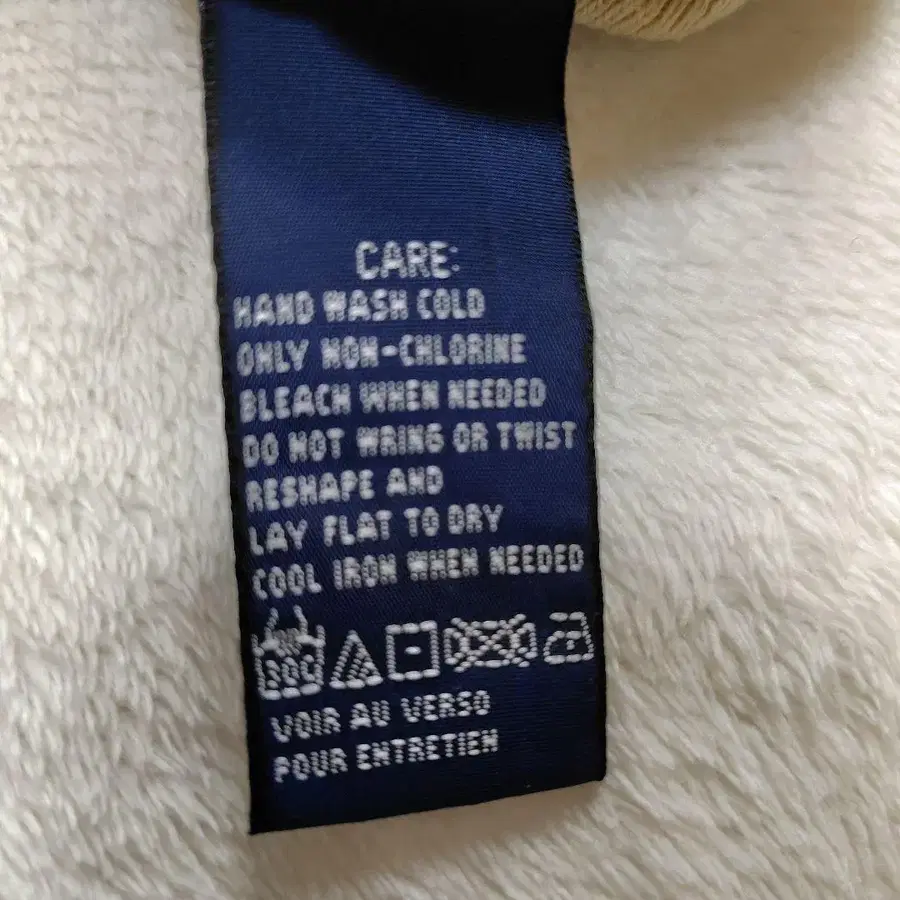 CARE:
HAND WASH COLD
ONLY NON-CHLORINE
BLEACH WHEN NEEDED
DO NOT WRING OR TWIST
RESHAPE AND
LAY FLAT TO DRY
COOL IRON WHEN NEEDED
30C
VOIR AU VERSO
POUR ENTRETIEN